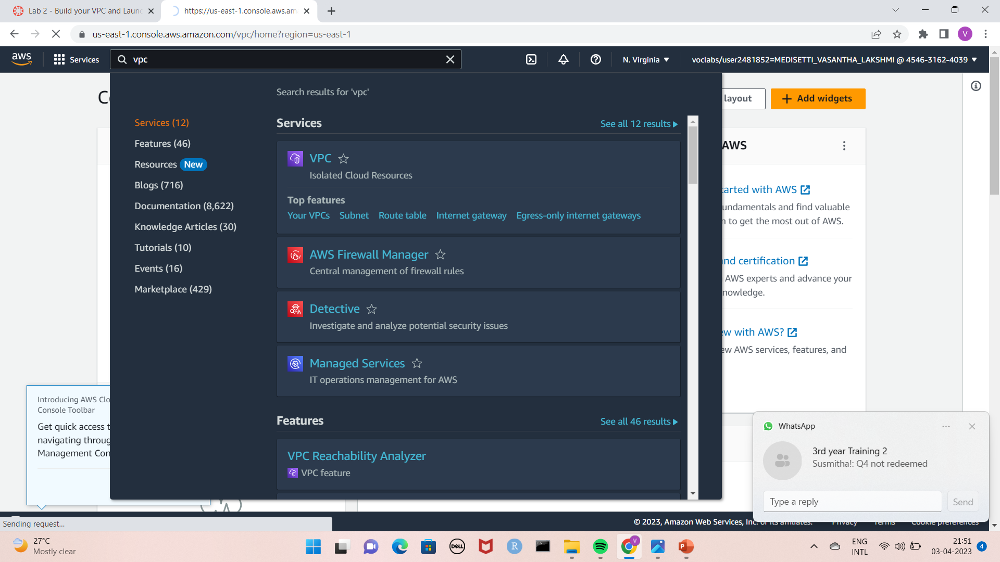 Lab 2 - Build your VPC and Laun
https://us-east-1.console.aws.am
us-east-1.console.aws.amazon.com/vpc/home?region=us-east-1
V
aws
Services
vpc
N. Virginia
voclabs/user2481852=MEDISETTI_VASANTHA_LAKSHMI @ 4546-3162-4039
Search results for 'vpc'
layout
Add widgets
Services (12)
Features (46)
Resources New
Blogs (716)
Documentation (8,622)
Knowledge Articles (30)
Tutorials (10)
Events (16)
Marketplace (429)
Services
See all 12 results
VPC
Isolated Cloud Resources
Top features
Your VPCs Subnet Route table Internet gateway Egress-only internet gateways
AWS Firewall Manager
Central management of firewall rules
Detective
Investigate and analyze potential security issues
Managed Services
IT operations management for AWS
Features
See all 46 results
VPC Reachability Analyzer
VPC feature
AWS
tarted with AWS
undamentals and find valuable
n to get the most out of AWS.
nd certification
AWS experts and advance your
nowledge.
ew with AWS?
ew AWS services, features, and
Introducing AWS Clo
Console Toolbar
Get quick access t
navigating throug
Management Con
WhatsApp
3rd year Training 2
Susmitha!: Q4 not redeemed
Type a reply
Send
Sending request...
© 2023, Amazon Web Services, Inc. or its affiliates.
Privacy
Terms
Cookie preferences
27°C
Mostly clear
DELL
R
V
P
ENG
INTL
21:51
03-04-2023
4